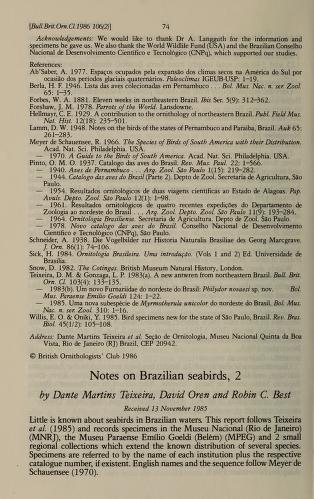 [Bull.Brit.Orn.Cl.1986 106(2)] 74
Acknowledgements: We would like to thank Dr A. Langguth for the information and
specimens he gave us. We also thank the World Wildlife Fund (USA) and the Brazilian Conselho
Nacional de Desenvolvimento Científico e Tecnológico (CNPq), which supported our studies.
References:
Ab'Saber, A. 1977. Espaços ocupados pela expansão dos climas secos na América do Sul por
ocasião dos períodos glaciais quaternários. Paleoclimas IGEUB-USP: 1–19.
Berla, H. F. 1946. Lista das aves colecionadas em Pernambuco . . . Bol. Mus. Nac. n. ser Zool.
65: 1–35.
Forbes, W. A. 1881. Eleven weeks in northeastern Brazil. Ibis Ser. 5(9): 312–362.
Forshaw, J. M. 1978. Parrots of the World. Lansdowne.
Hellmayr, C. E. 1929. A contribution to the ornithology of northeastern Brazil. Publ. Field Mus.
Nat. Hist. 12(18): 235–501.
Lamm, D. W. 1948. Notes on the birds of the states of Pernambuco and Paraiba, Brazil. Auk 65:
261–283.
Meyer de Schauensee, R. 1966. The Species of Birds of South America with their Distribution.
Acad. Nat. Sci. Philadelphia. USA.
— 1970. A Guide to the Birds of South America. Acad. Nat. Sci. Philadelphia. USA.
Pinto, O. M. O. 1937. Catalogo das aves do Brasil. Rev. Mus. Paul. 22: 1–566.
— 1940. Aves de Pernambuco . . . Arq. Zool. São Paulo 1(15): 219–282.
— 1944. Catalogo das aves do Brasil (Parte 2). Depto de Zool. Secretaria de Agricultura, São
Paulo.
— 1954. Resultados ornitológicos de duas viagens científicas ao Estado de Alagoas. Pap.
Avuls. Depto. Zool. São Paulo 12(1): 1–98.
— 1961. Resultados ornitológicos de quatro recentes expedições do Departamento de
Zoologia ao nordeste do Brasil . . . Arq. Zool. Depto. Zool. São Paulo 11(9): 193–284.
— 1964. Ornitologia Brasiliense. Secretaria de Agricultura. Depto de Zool. São Paulo.
— 1978. Novo catalogo das aves do Brasil. Conselho Nacional de Desenvolvimento
Científico e Tecnológico (CNPq), São Paulo.
Schneider, A. 1938. Die Vogelbilder zur Historia Naturalis Brasiliae des Georg Marcgrave.
J. Orn. 86(1): 74–106.
Sick, H. 1984. Ornitologia Brasileira: Uma introdução. (Vols 1 and 2) Ed. Universidade de
Brasília.
Snow, D. 1982. The Cotingas. British Museum Natural History, London.
Teixeira, D. M. & Gonzaga, L. P. 1983(a). A new antwren from northeastern Brazil. Bull. Brit.
Orn. Cl. 103(4): 133–135.
— 1983(b). Um novo Furnariidae do nordeste do Brasil: Philydor novaesi sp. nov. Bol.
Mus. Paraense Emilio Goeldi 124: 1–22.
— 1985. Uma nova subespécie de Myrmotherula unicolor do nordeste do Brasil. Bol. Mus.
Nac. n. ser. Zool. 310: 1–16.
Willis, E. O. & Oniki, Y. 1985. Bird specimens new for the state of São Paulo, Brazil. Rev. Bras.
Biol. 45(1/2): 105–108.
Address: Dante Martins Teixeira et al. Seção de Ornitologia, Museu Nacional Quinta da Boa
Vista, Rio de Janeiro (RJ) Brazil, CEP 20942.
© British Ornithologists' Club 1986
Notes on Brazilian seabirds, 2
by Dante Martins Teixeira, David Oren and Robin C. Best
Received 13 November 1985
Little is known about seabirds in Brazilian waters. This report follows Teixeira
et al. (1985) and records specimens in the Museu Nacional (Rio de Janeiro)
(MNRJ), the Museu Paraense Emílio Goeldi (Belém) (MPEG) and 2 small
regional collections which extend the known distribution of several species.
Specimens are referred to by the name of each institution plus the respective
catalogue number, if existent. English names and the sequence follow Meyer de
Schauensee (1970).